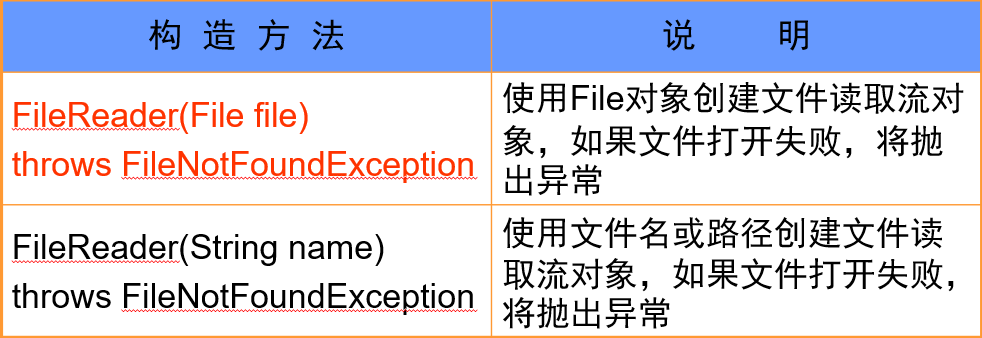 构 造 方 法
说 明
FileReader(File file)
throws FileNotFoundException
使用File对象创建文件读取流对
象，如果文件打开失败，将抛
出异常
FileReader(String name)
throws FileNotFoundException
使用文件名或路径创建文件读
取流对象，如果文件打开失败，
将抛出异常